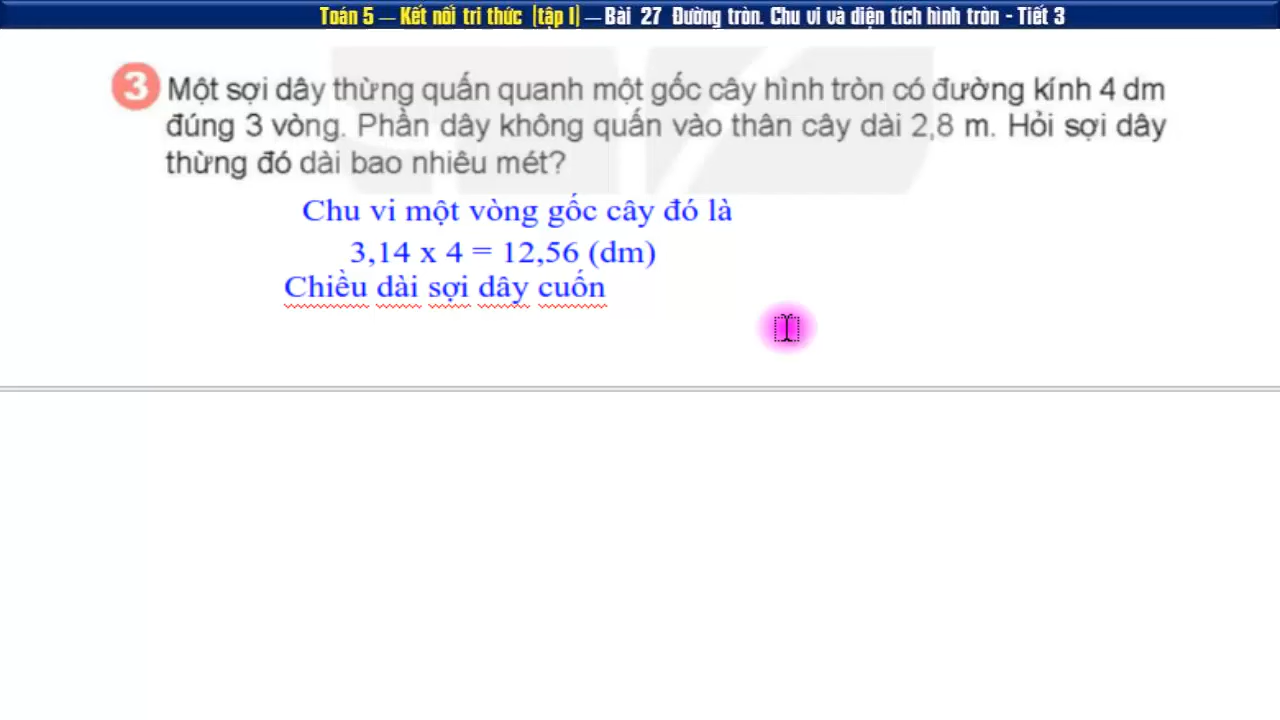 Toán 5 — Kết nối tri thức (tập 1) — Bài 27 Đường tròn. Chu vi và diện tích hình tròn - Tiết 3
3 Một sợi dây thừng quấn quanh một gốc cây hình tròn có đường kính 4 dm
đúng 3 vòng. Phần dây không quấn vào thân cây dài 2,8 m. Hỏi sợi dây
thừng đó dài bao nhiêu mét?
Chu vi một vòng gốc cây đó là
3,14 x 4 = 12,56 (dm)
Chiều dài sợi dây cuốn